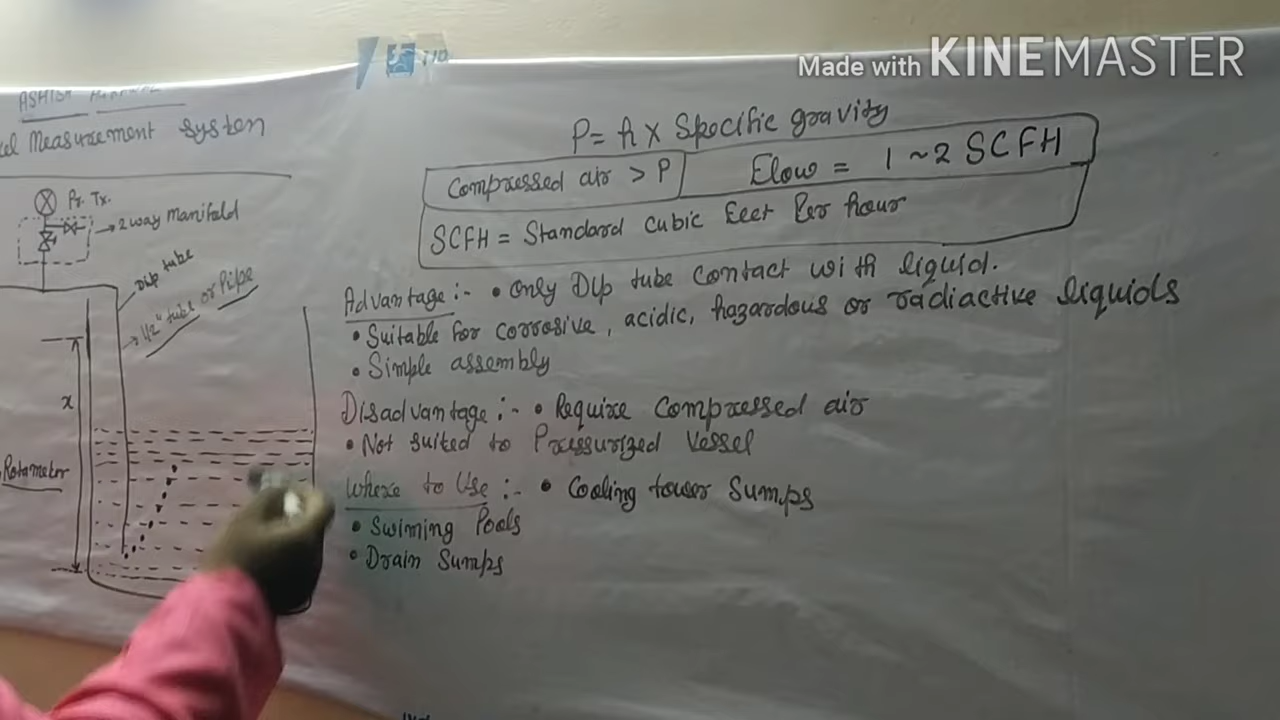 Made with KINEMASTER
ASHISH
Measurement System
P = h x Specific gravity
Compressed air > P
Flow = 1 ~ 2 SCFH
SCFH = Standard Cubic Feet Per hour
Pr. Tx.
→ 2 way Manifold
Dip tube
→ 1/2" tube or Pipe
x
Rotameter
Advantage :- • Only Dip tube contact with liquid.
• Suitable for corrosive, acidic, hazardous or radiactive liquids
• Simple assembly
Disadvantage :- • Require Compressed air
• Not suited to Pressurized Vessel
Where to Use :- • Cooling tower Sumps
• Swiming Pools
• Drain Sumps